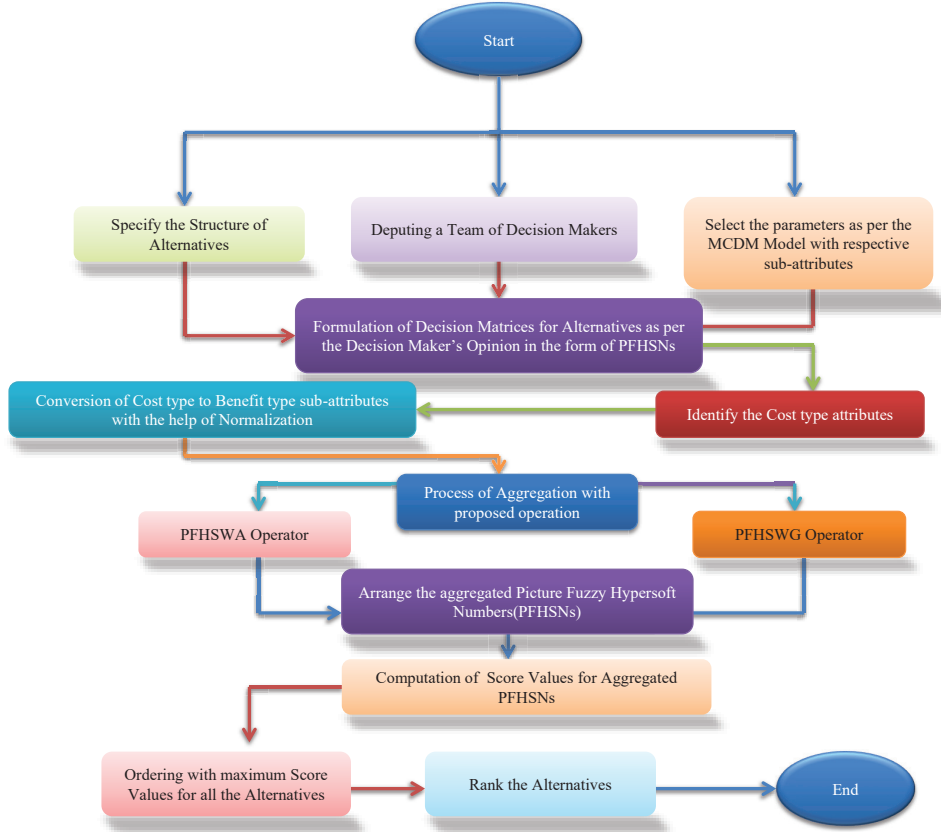 Start
Specify the Structure of
Alternatives
Deputing a Team of Decision Makers
Select the parameters as per the
MCDM Model with respective
sub-attributes
Formulation of Decision Matrices for Alternatives as per
the Decision Maker's Opinion in the form of PFHSNs
Conversion of Cost type to Benefit type sub-attributes
with the help of Normalization
Identify the Cost type attributes
Process of Aggregation with
proposed operation
PFHSWA Operator
PFHSWG Operator
Arrange the aggregated Picture Fuzzy Hypersoft
Numbers(PFHSNs)
Computation of Score Values for Aggregated
PFHSNs
Ordering with maximum Score
Values for all the Alternatives
Rank the Alternatives
End